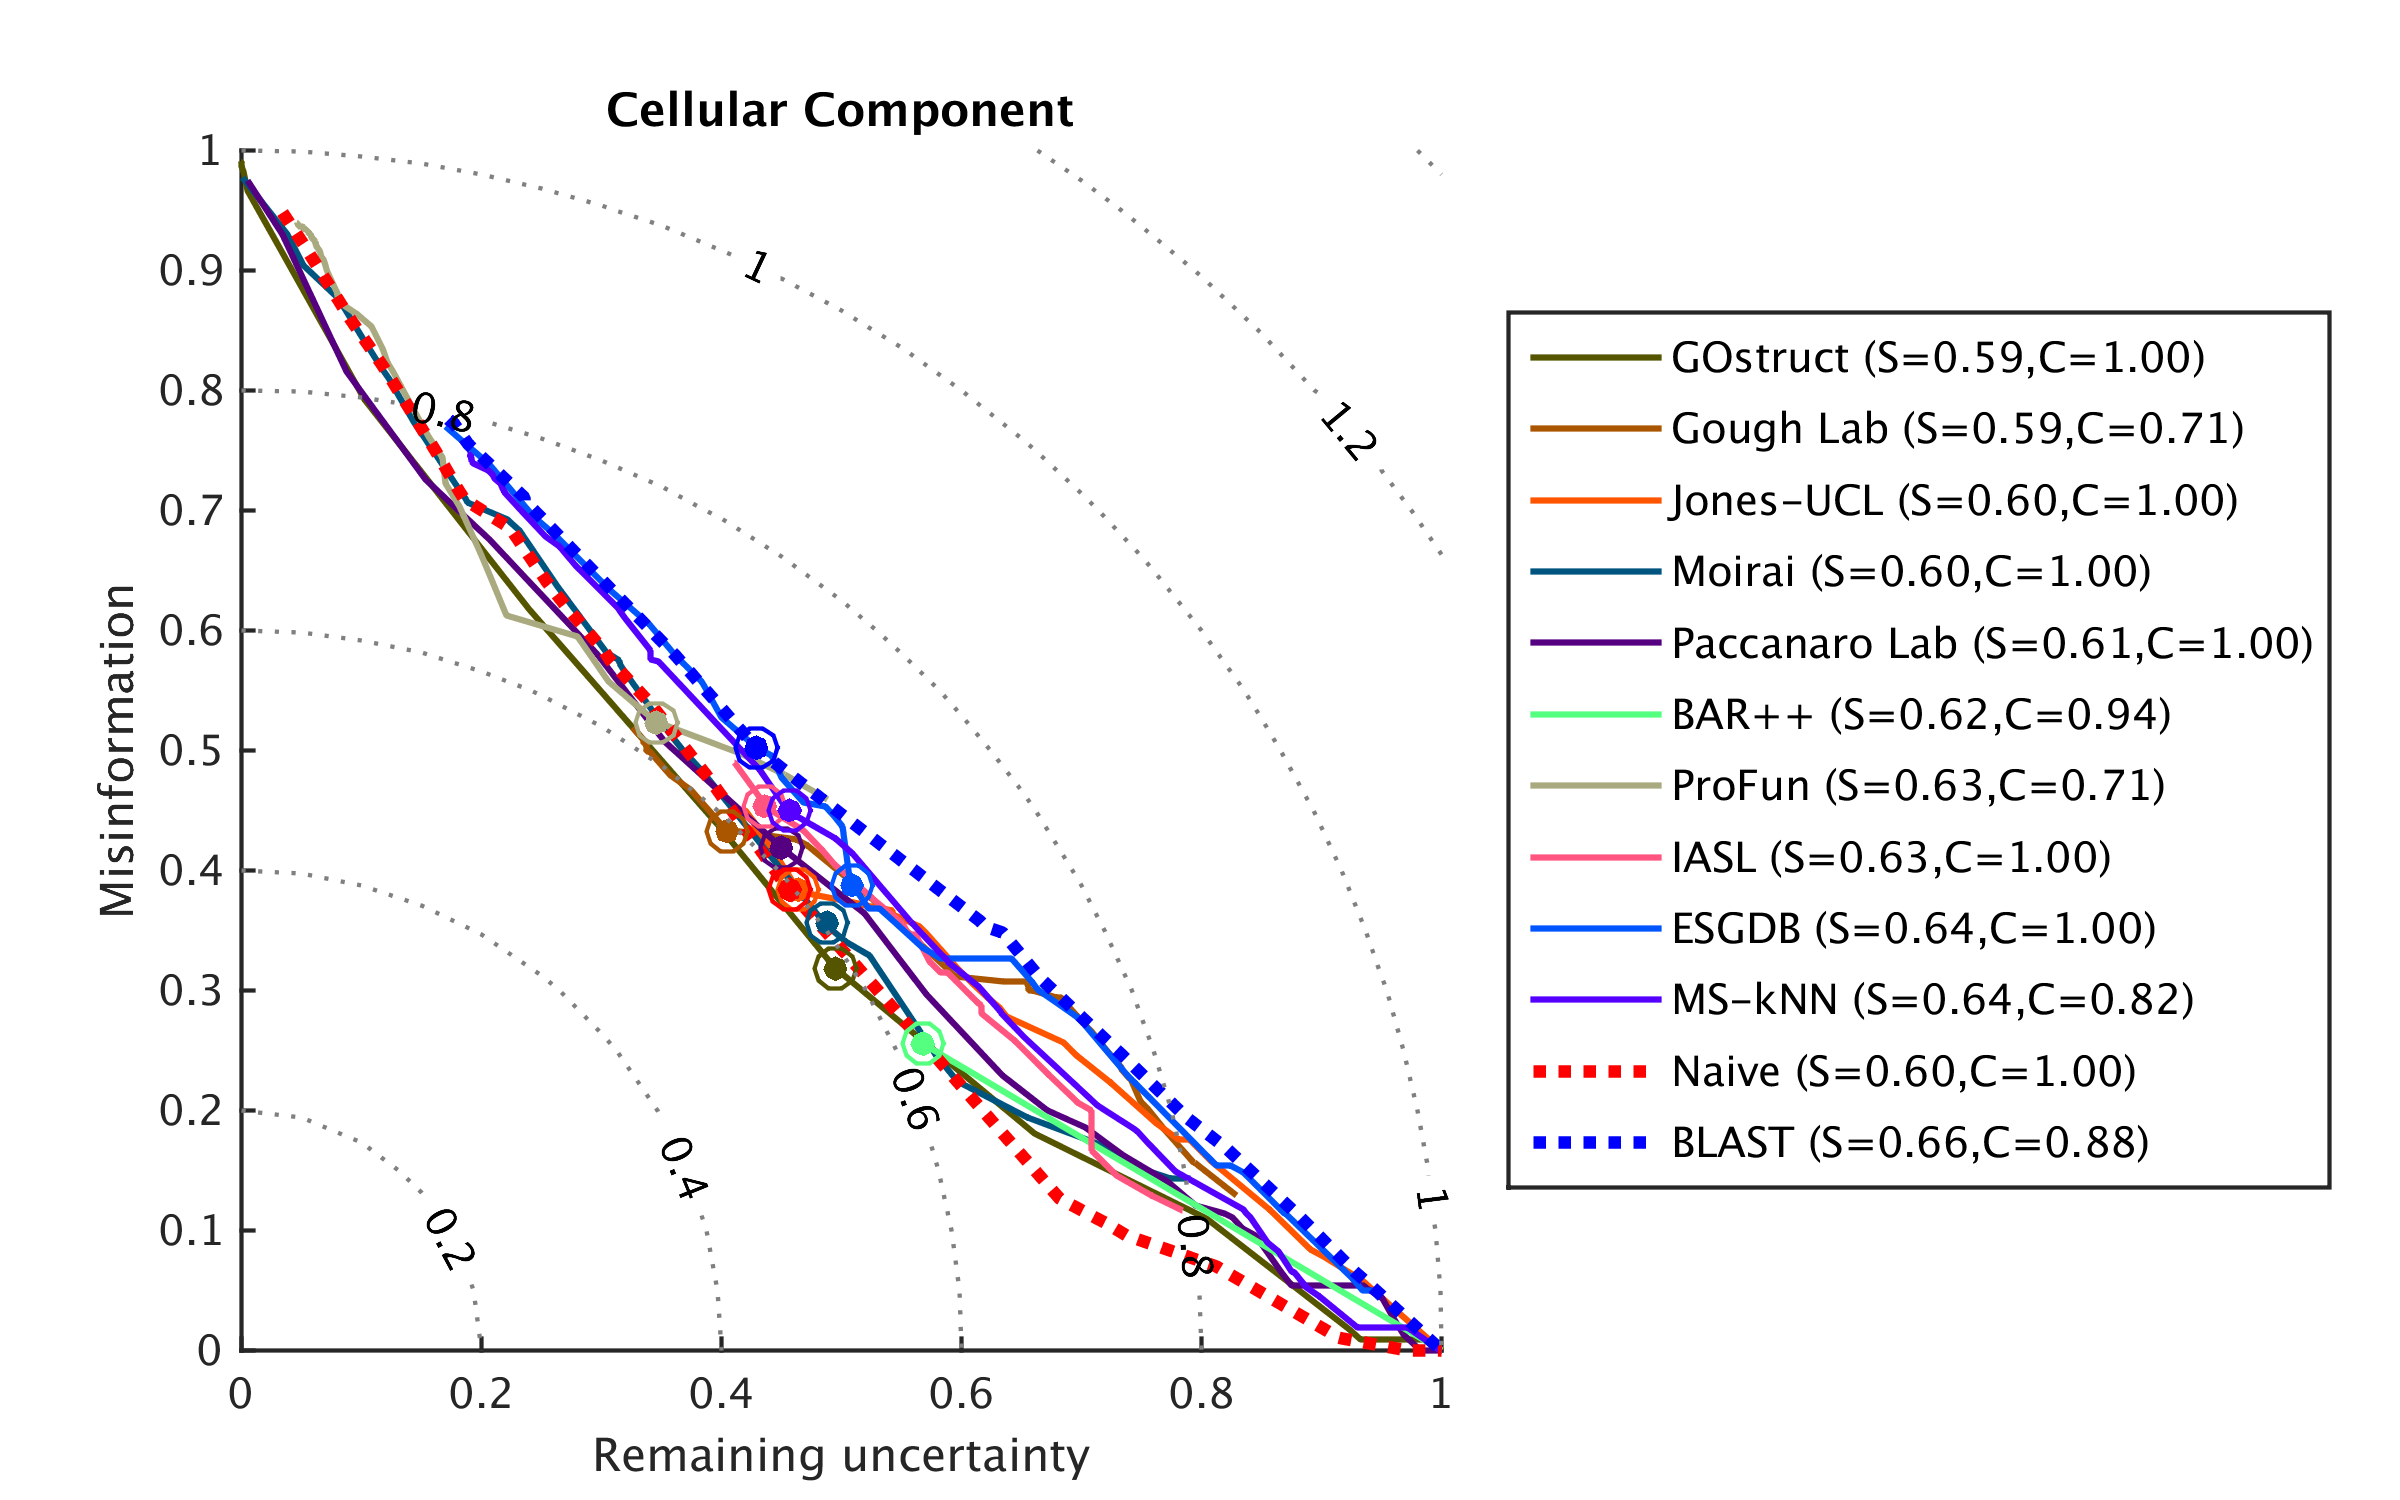 Cellular Component
1
0.9
0.8
0.7
0.6
0.5
0.4
0.3
0.2
0.1
0
Misinformation
0
0.2
0.4
0.6
0.8
1
Remaining uncertainty
1
0.8
1.2
0.6
0.4
0.2
0.8
1
GOstruct (S=0.59,C=1.00)
Gough Lab (S=0.59,C=0.71)
Jones-UCL (S=0.60,C=1.00)
Moirai (S=0.60,C=1.00)
Paccanaro Lab (S=0.61,C=1.00)
BAR++ (S=0.62,C=0.94)
ProFun (S=0.63,C=0.71)
IASL (S=0.63,C=1.00)
ESGDB (S=0.64,C=1.00)
MS-kNN (S=0.64,C=0.82)
Naive (S=0.60,C=1.00)
BLAST (S=0.66,C=0.88)